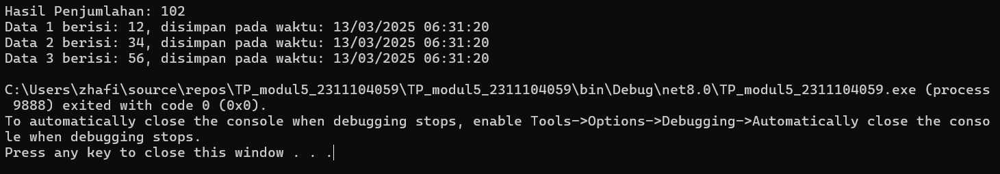 Hasil Penjumlahan: 102
Data 1 berisi: 12, disimpan pada waktu: 13/03/2025 06:31:20
Data 2 berisi: 34, disimpan pada waktu: 13/03/2025 06:31:20
Data 3 berisi: 56, disimpan pada waktu: 13/03/2025 06:31:20
C:\Users\zhafi\source\repos\TP_modul5_2311104059\TP_modul5_2311104059\bin\Debug\net8.0\TP_modul5_2311104059.exe (process
 9888) exited with code 0 (0x0).
To automatically close the console when debugging stops, enable Tools->Options->Debugging->Automatically close the conso
le when debugging stops.
Press any key to close this window . . .